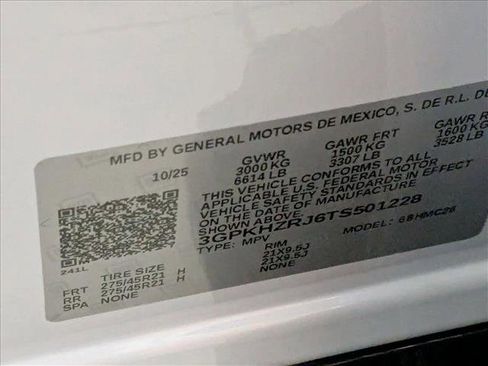 MFD BY GENERAL MOTORS DE MEXICO, S. DE R.L. DE
10/25 GVWR GAWR FRT GAWR R
3000 KG 1500 KG 1600 KG
6614 LB 3307 LB 3528 LB
THIS VEHICLE CONFORMS TO ALL
APPLICABLE U.S. FEDERAL MOTOR
VEHICLE SAFETY STANDARDS IN EFFECT
ON THE DATE OF MANUFACTURE
SHOWN ABOVE.
3GPKHZRJ6TS501228
TYPE: MPV MODEL: 6BHMC26
241L
TIRE SIZE RIM
FRT 275/45R21 H 21X9.5J
RR 275/45R21 H 21X9.5J
SPA NONE NONE